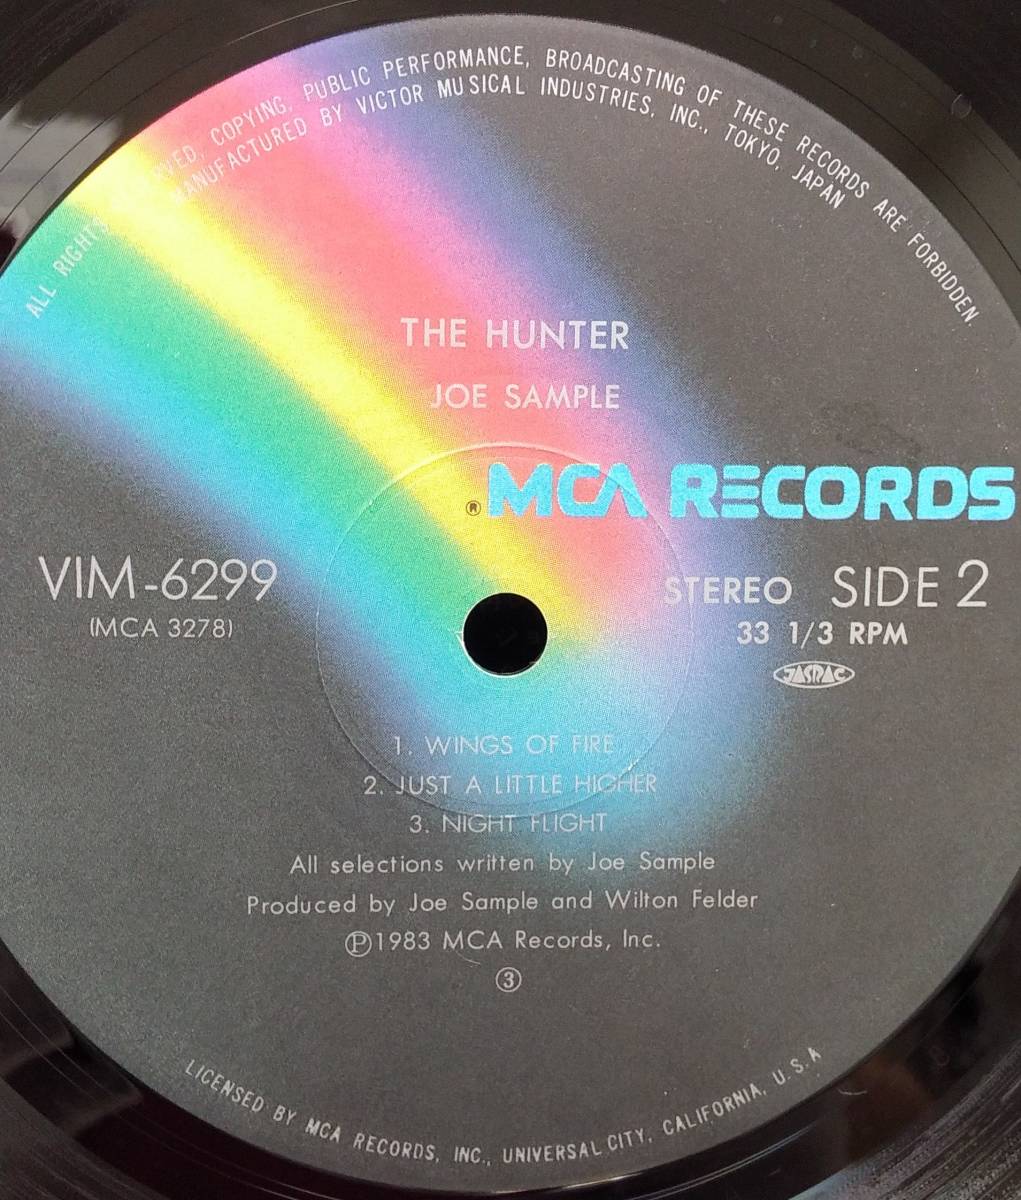 ALL RIGHTS RVED, COPYING, PUBLIC PERFORMANCE, BROADCASTING OF THESE RECORDS ARE FORBIDDEN.
MANUFACTURED BY VICTOR MUSICAL INDUSTRIES, INC., TOKYO, JAPAN
THE HUNTER
JOE SAMPLE
® MCA RECORDS
VIM-6299
(MCA 3278)
STEREO SIDE 2
33 1/3 RPM
JASRAC
1. WINGS OF FIRE
2. JUST A LITTLE HIGHER
3. NIGHT FLIGHT
All selections written by Joe Sample
Produced by Joe Sample and Wilton Felder
℗1983 MCA Records, Inc.
③
LICENSED BY MCA RECORDS, INC., UNIVERSAL CITY, CALIFORNIA, U.S.A